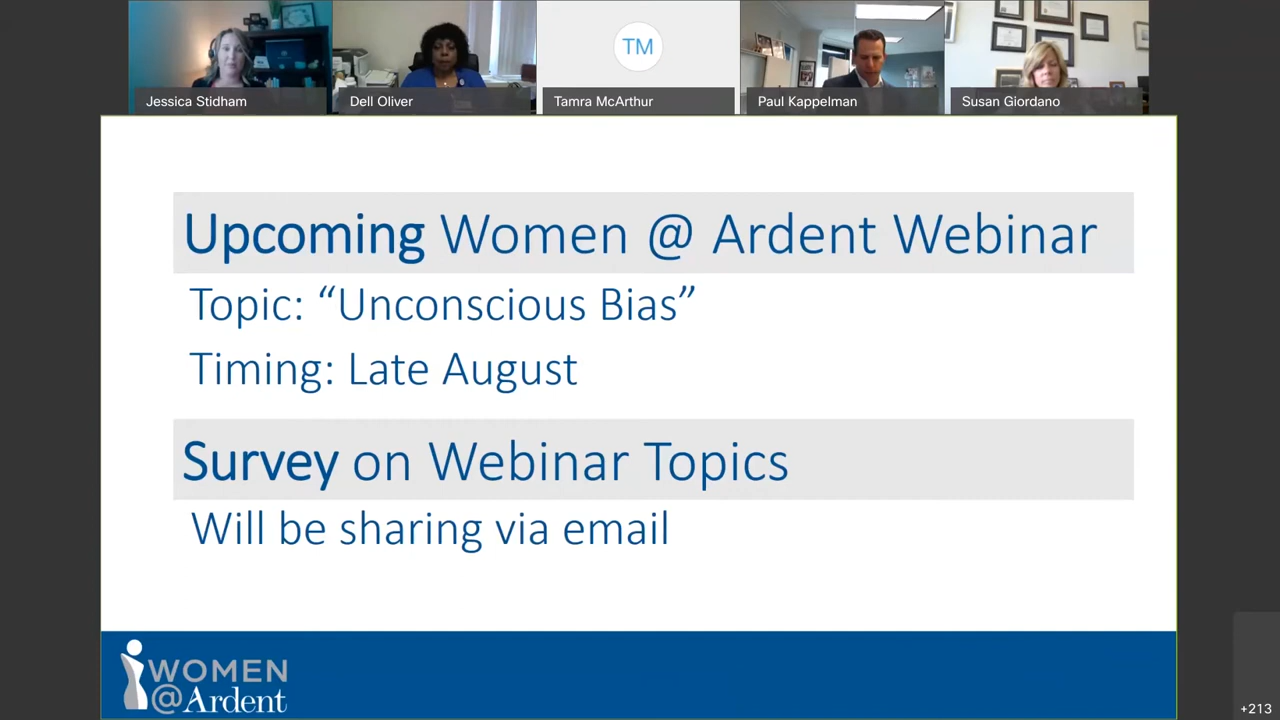 TM
Jessica Stidham
Dell Oliver
Tamra McArthur
Paul Kappelman
Susan Giordano
Upcoming Women @ Ardent Webinar
Topic: “Unconscious Bias”
Timing: Late August
Survey on Webinar Topics
Will be sharing via email
WOMEN
@Ardent
+213